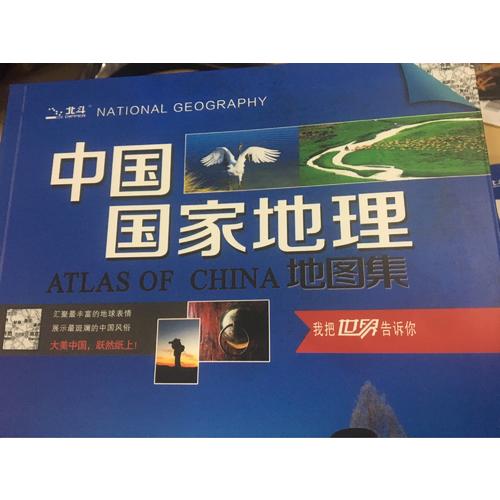 北斗
DIPPER
NATIONAL GEOGRAPHY
中国
国家地理
ATLAS OF CHINA 地图集
汇聚最丰富的地球表情
展示最斑斓的中国风俗
大美中国，跃然纸上！
我把世界告诉你